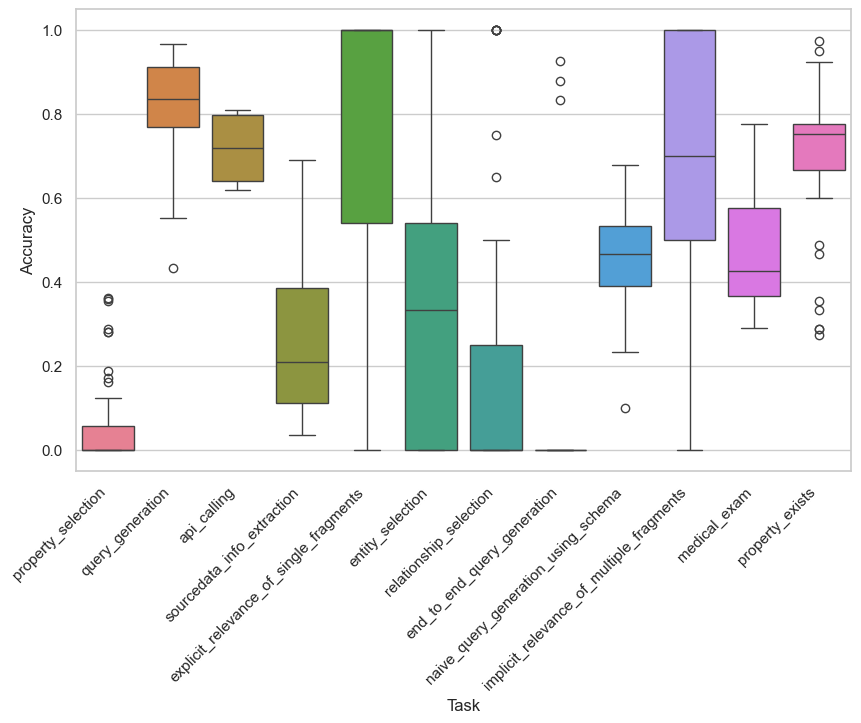 1.0
0.8
0.6
0.4
0.2
0.0
Accuracy
property_selection
query_generation
api_calling
sourcedata_info_extraction
explicit_relevance_of_single_fragments
entity_selection
relationship_selection
end_to_end_query_generation
naive_query_generation_using_schema
implicit_relevance_of_multiple_fragments
medical_exam
property_exists
Task